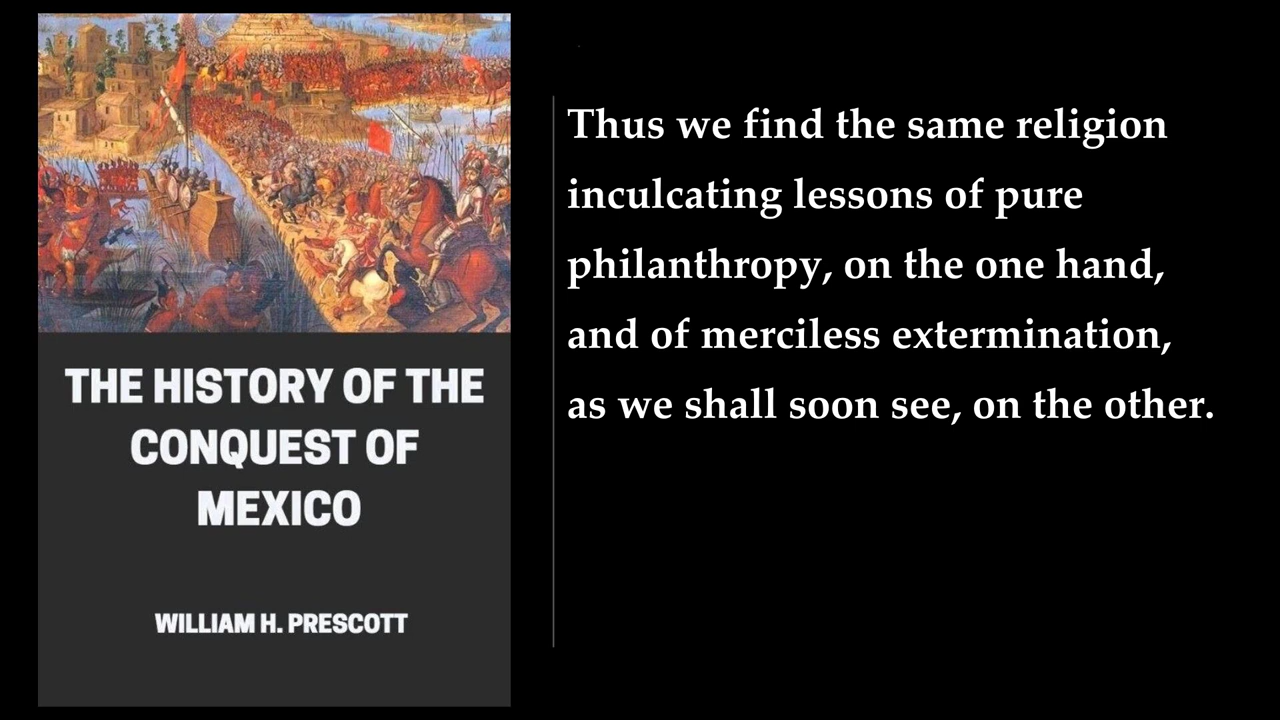 THE HISTORY OF THE
CONQUEST OF
MEXICO
WILLIAM H. PRESCOTT
Thus we find the same religion
inculcating lessons of pure
philanthropy, on the one hand,
and of merciless extermination,
as we shall soon see, on the other.